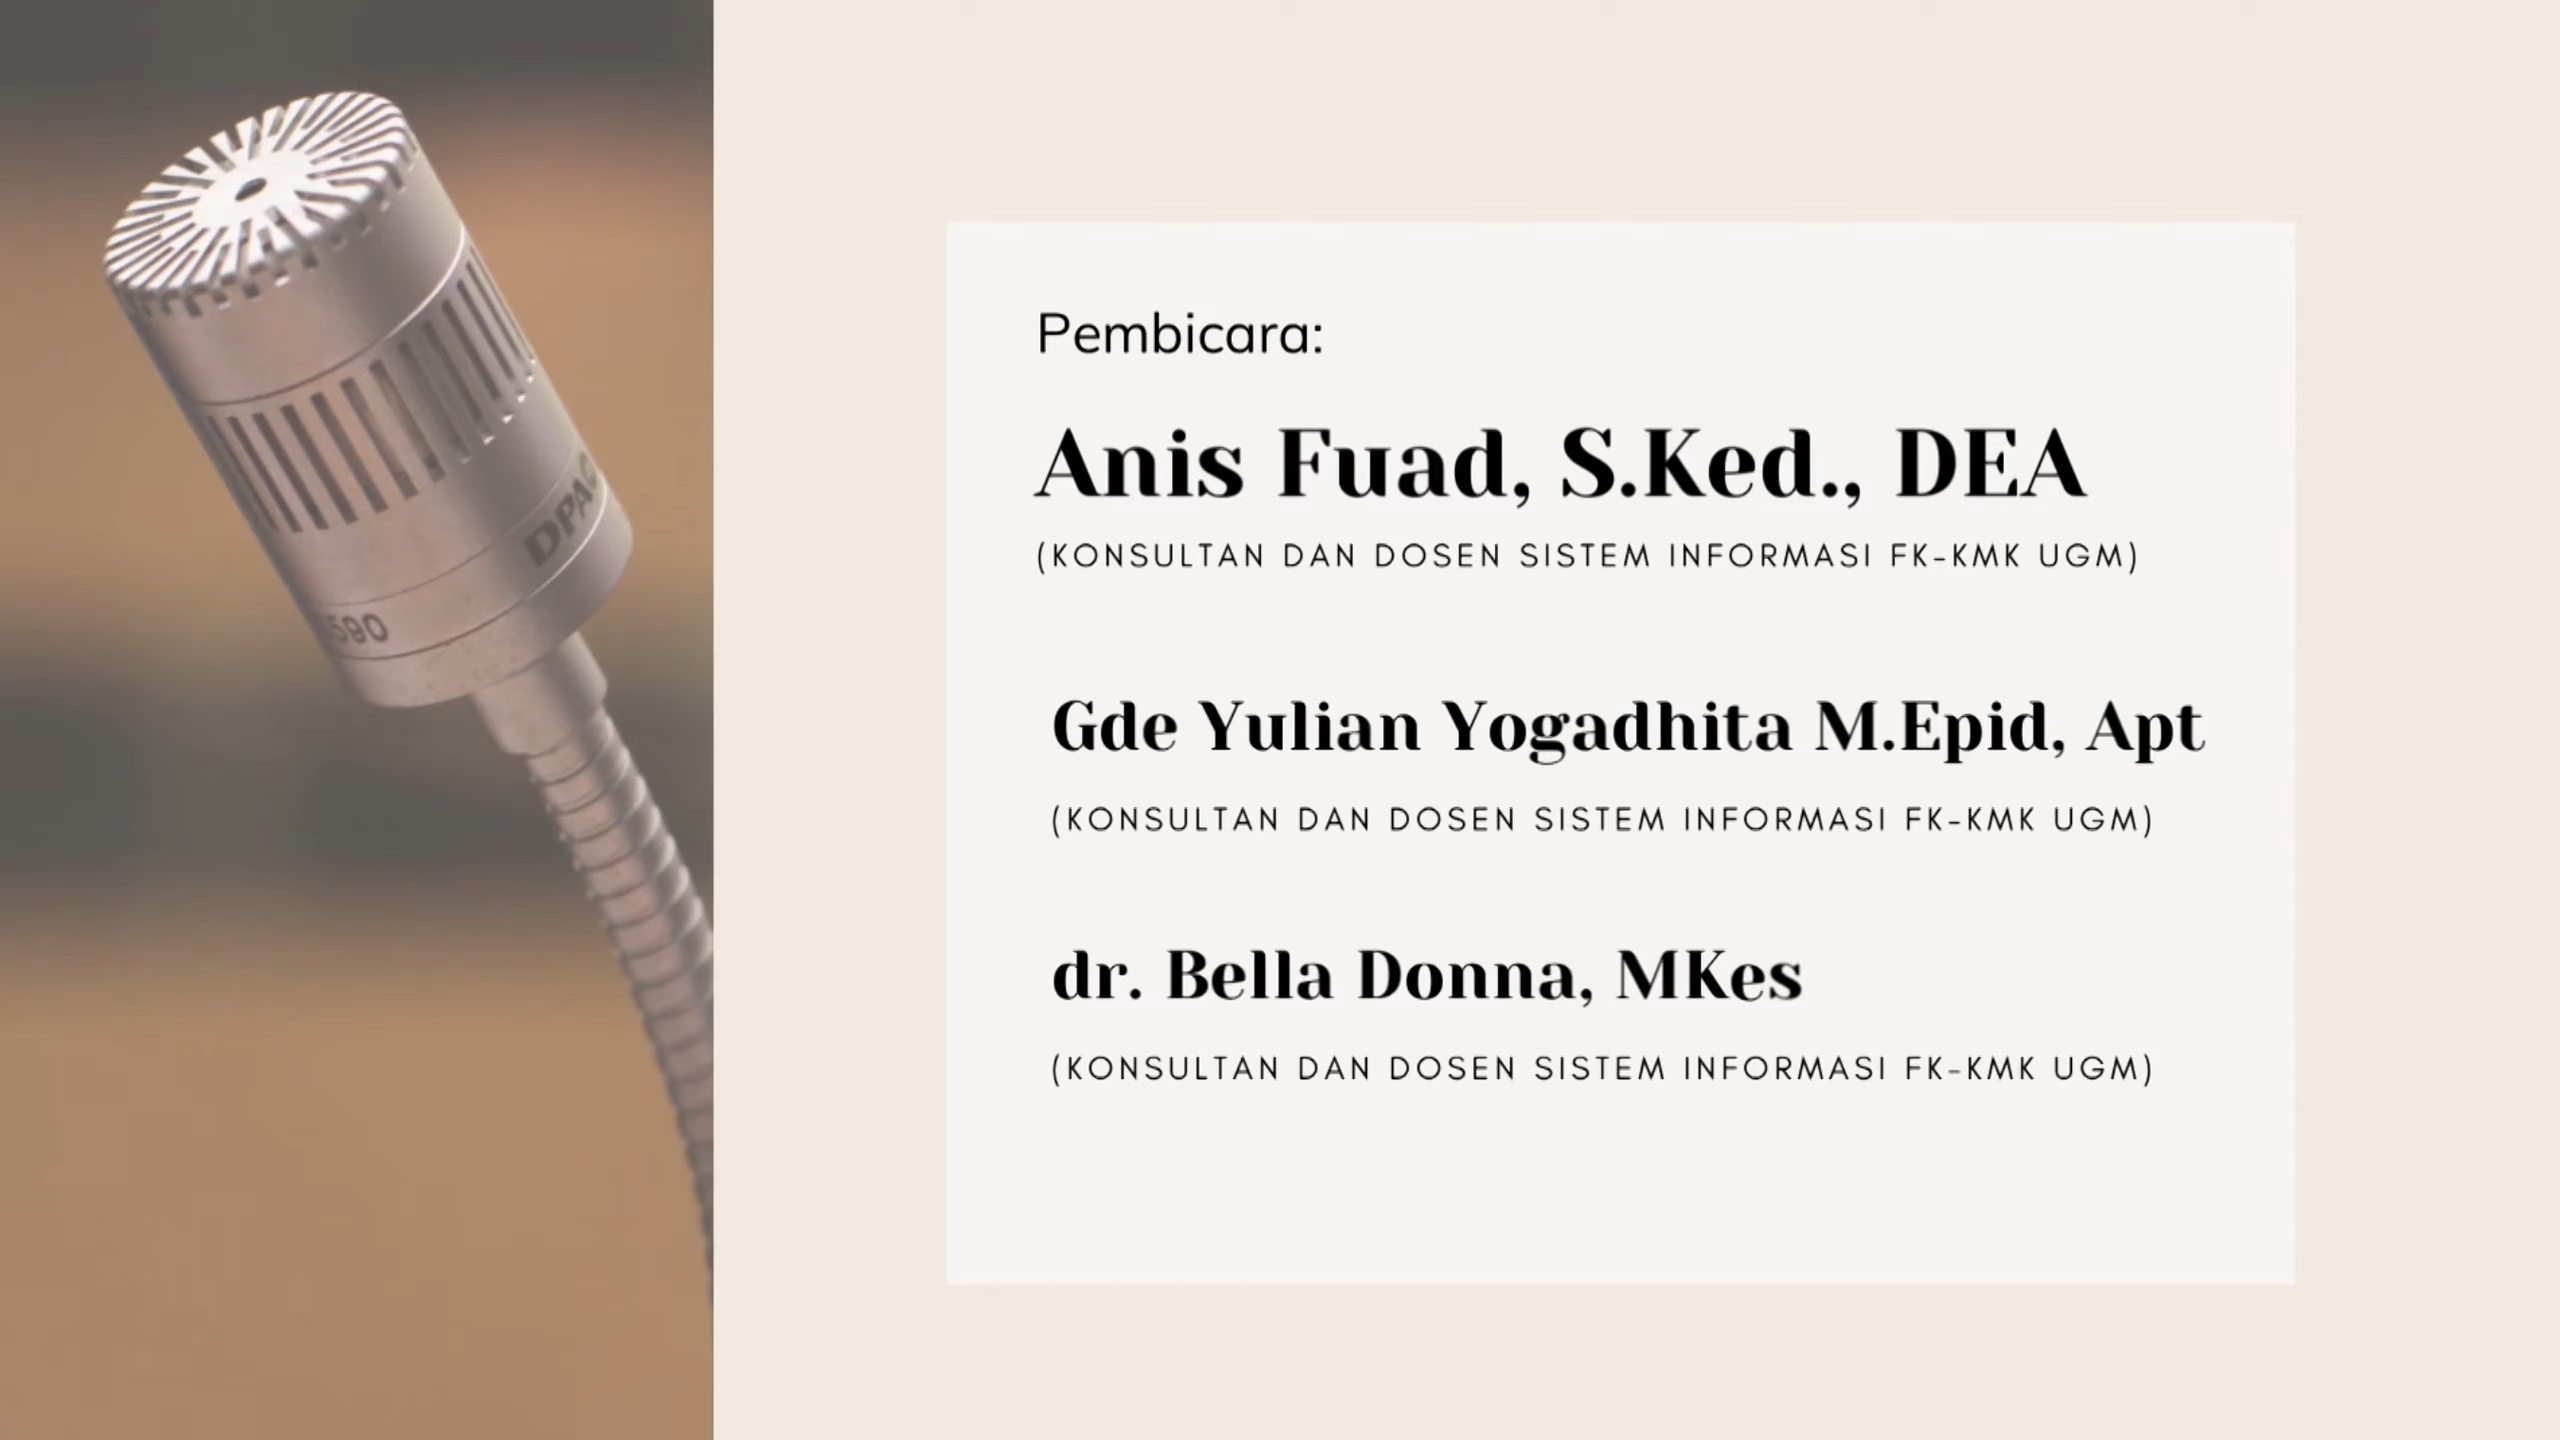 Pembicara:
Anis Fuad, S.Ked., DEA
(KONSULTAN DAN DOSEN SISTEM INFORMASI FK-KMK UGM)
Gde Yulian Yogadhita M.Epid, Apt
(KONSULTAN DAN DOSEN SISTEM INFORMASI FK-KMK UGM)
dr. Bella Donna, MKes
(KONSULTAN DAN DOSEN SISTEM INFORMASI FK-KMK UGM)
590